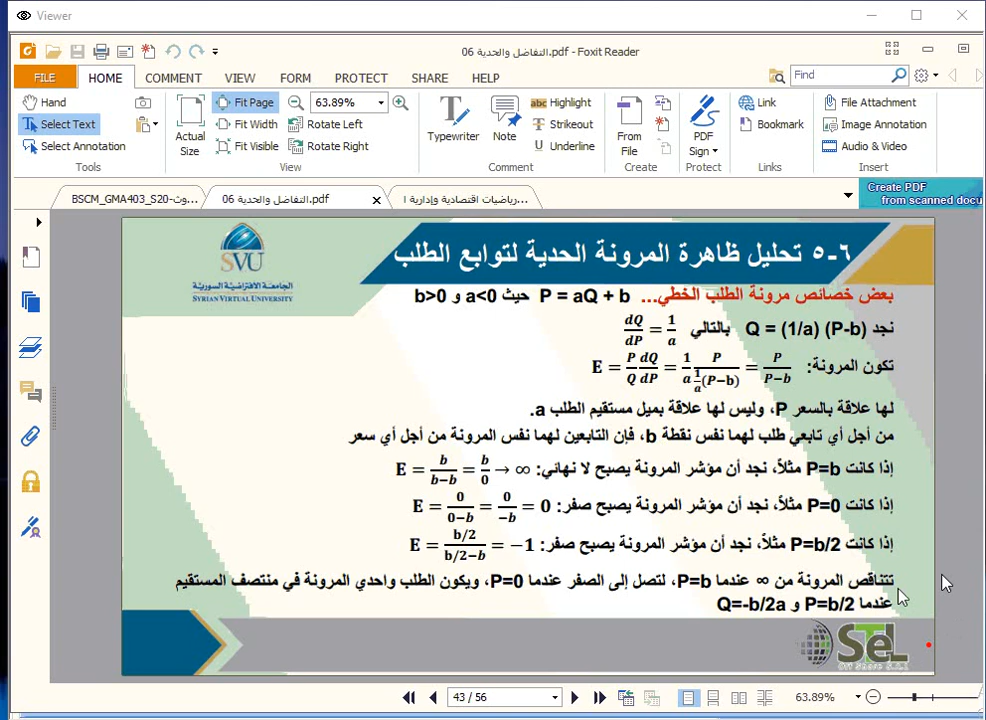 Viewer
06 التفاضل والحدية.pdf - Foxit Reader
FILE HOME COMMENT VIEW FORM PROTECT SHARE HELP
Find
Hand
Select Text
Select Annotation
Tools
Actual Size
Fit Page
Fit Width
Fit Visible
63.89%
Rotate Left
Rotate Right
View
Typewriter
Note
Highlight
Strikeout
Underline
Comment
From File
Create
PDF Sign
Protect
Link
Bookmark
Links
File Attachment
Image Annotation
Audio & Video
Insert
BSCM_GMA403_S20-وث...
06 التفاضل والحدية.pdf
رياضيات اقتصادية وإدارية ا...
Create PDF
from scanned docu
SVU
الجامعة الافتراضية السورية
SYRIAN VIRTUAL UNIVERSITY
٦-٥ تحليل ظاهرة المرونة الحدية لتوابع الطلب
بعض خصائص مرونة الطلب الخطي... P = aQ + b حيث a<0 و b>0
نجد Q = (1/a) (P-b) بالتالي dQ/dP = 1/a
تكون المرونة: E = P/Q dQ/dP = 1/a P/(1/a(P−b)) = P/(P−b)
لها علاقة بالسعر P، وليس لها علاقة بميل مستقيم الطلب a.
من أجل أي تابعي طلب لهما نفس نقطة b، فإن التابعين لهما نفس المرونة من أجل أي سعر
إذا كانت P=b مثلاً، نجد أن مؤشر المرونة يصبح لا نهائي: E = b/(b−b) = b/0 → ∞
إذا كانت P=0 مثلاً، نجد أن مؤشر المرونة يصبح صفر: E = 0/(0−b) = 0/−b = 0
إذا كانت P=b/2 مثلاً، نجد أن مؤشر المرونة يصبح صفر: E = (b/2)/(b/2−b) = −1
تتناقص المرونة من ∞ عندما P=b، لتصل إلى الصفر عندما P=0، ويكون الطلب واحدي المرونة في منتصف المستقيم
عندما P=b/2 و Q=-b/2a
SeL
43 / 56
63.89%